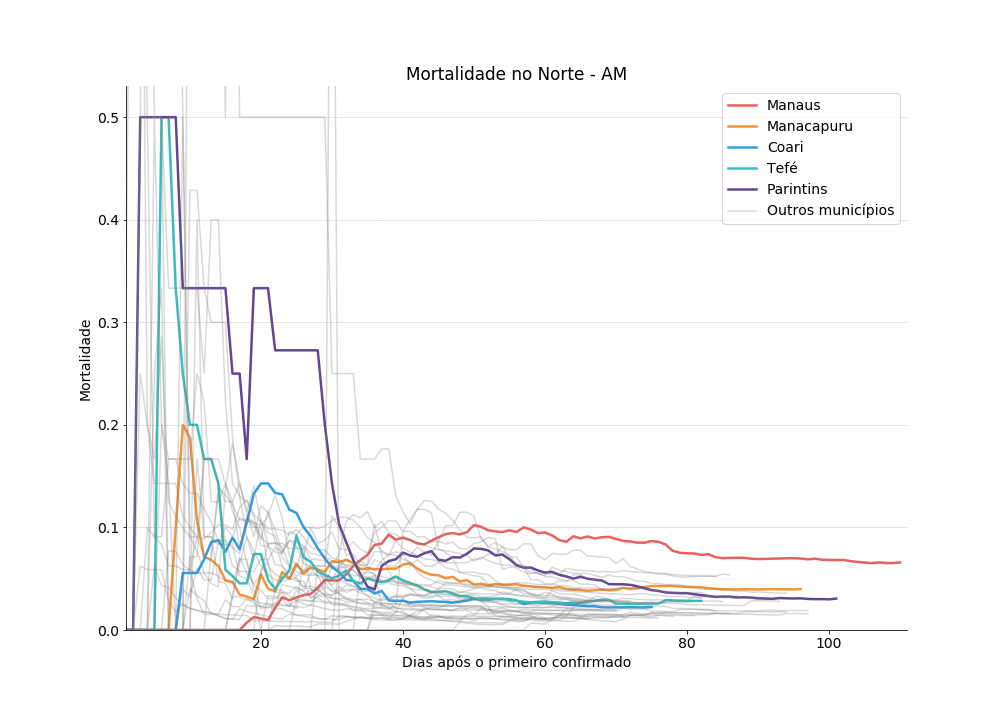 Mortalidade no Norte - AM
Manaus
Manacapuru
Coari
Tefé
Parintins
Outros municípios
0.5
0.4
0.3
0.2
0.1
0.0
Mortalidade
20
40
60
80
100
Dias após o primeiro confirmado